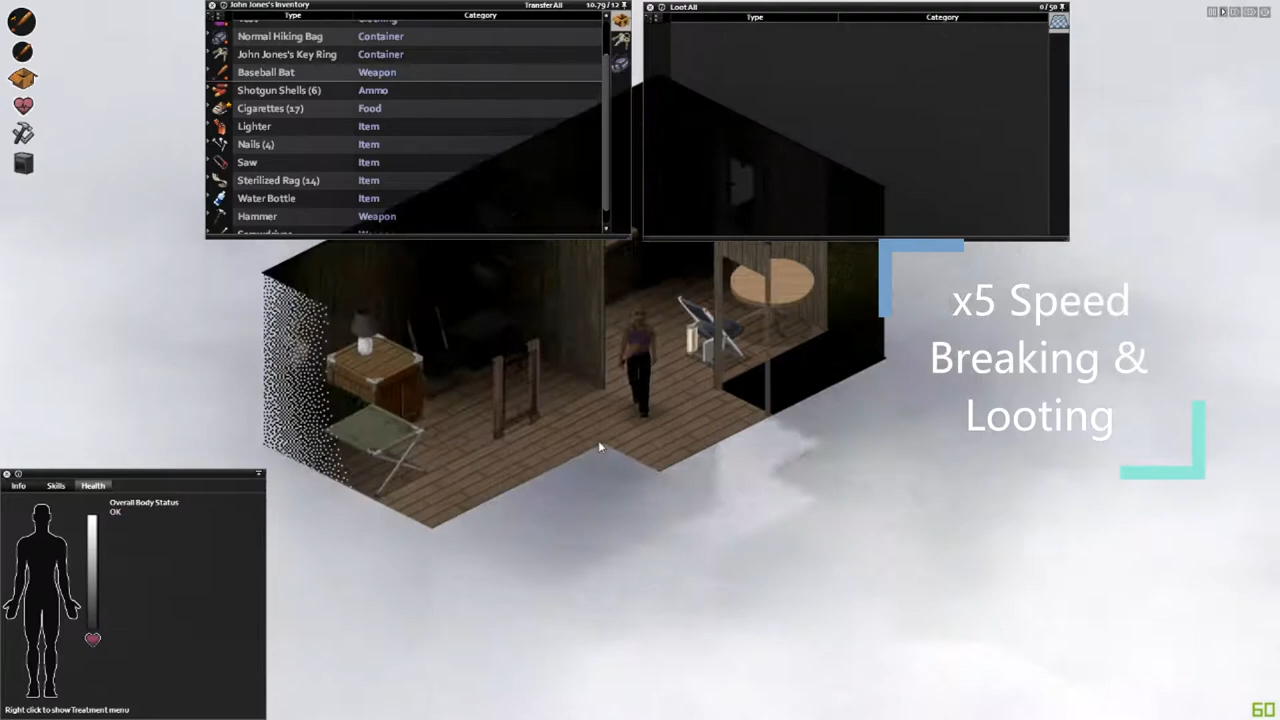 John Jones's Inventory Transfer All 10.79 / 12
Type Category
Normal Hiking Bag Container
John Jones's Key Ring Container
Baseball Bat Weapon
Shotgun Shells (6) Ammo
Cigarettes (17) Food
Lighter Item
Nails (4) Item
Saw Item
Sterilized Rag (14) Item
Water Bottle Item
Hammer Weapon
Loot All 0 / 50
Type Category
x5 Speed
Breaking &
Looting
Info Skills Health
Overall Body Status
OK
Right click to show Treatment menu
60